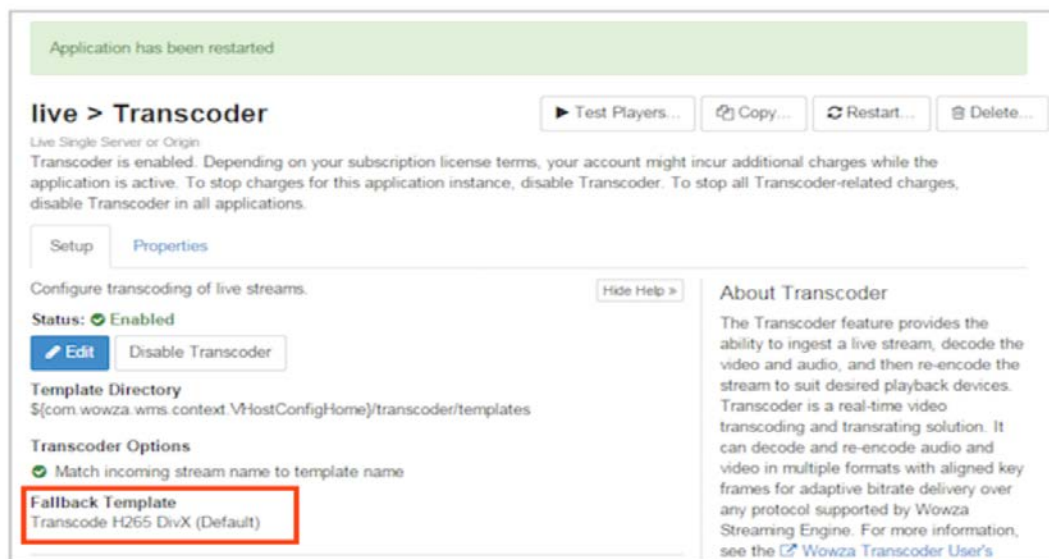 Application has been restarted
live > Transcoder
Test Players...
Copy...
Restart...
Delete...
Live Single Server or Origin
Transcoder is enabled. Depending on your subscription license terms, your account might incur additional charges while the
application is active. To stop charges for this application instance, disable Transcoder. To stop all Transcoder-related charges,
disable Transcoder in all applications.
Setup
Properties
Configure transcoding of live streams.
Hide Help »
Status: Enabled
Edit
Disable Transcoder
Template Directory
${com.wowza.wms.context.VHostConfigHome}/transcoder/templates
Transcoder Options
Match incoming stream name to template name
Fallback Template
Transcode H265 DivX (Default)
About Transcoder
The Transcoder feature provides the
ability to ingest a live stream, decode the
video and audio, and then re-encode the
stream to suit desired playback devices.
Transcoder is a real-time video
transcoding and transrating solution. It
can decode and re-encode audio and
video in multiple formats with aligned key
frames for adaptive bitrate delivery over
any protocol supported by Wowza
Streaming Engine. For more information,
see the Wowza Transcoder User's